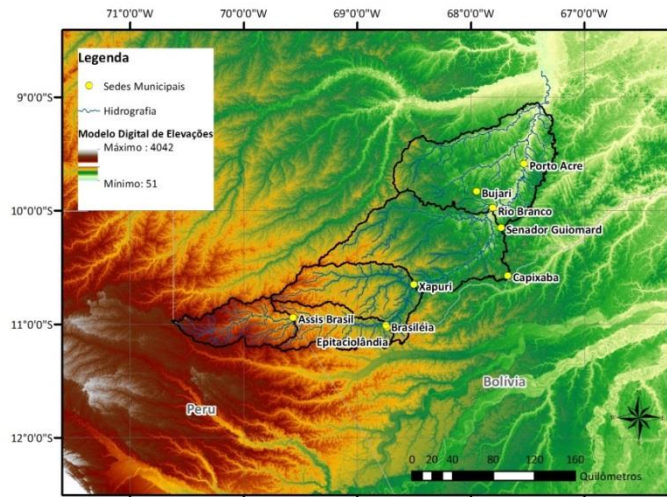 71°0'0"W 70°0'0"W 69°0'0"W 68°0'0"W 67°0'0"W
Legenda
Sedes Municipais
Hidrografia
Modelo Digital de Elevações
Máximo : 4042
Mínimo: 51
9°0'0"S
10°0'0"S
11°0'0"S
12°0'0"S
Porto Acre
Bujari
Rio Branco
Senador Guiomard
Capixaba
Xapuri
Assis Brasil
Brasiléia
Epitaciolândia
Bolívia
Peru
0 20 40 80 120 160
Quilômetros